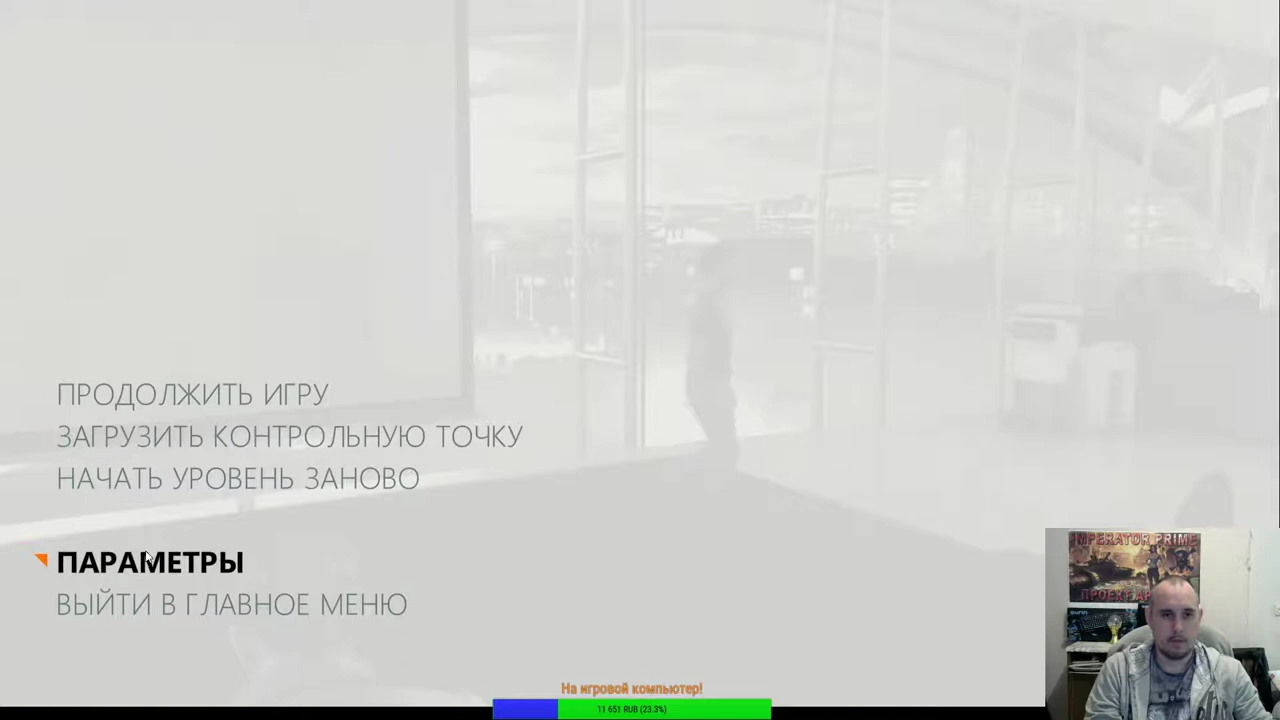 ПРОДОЛЖИТЬ ИГРУ
ЗАГРУЗИТЬ КОНТРОЛЬНУЮ ТОЧКУ
НАЧАТЬ УРОВЕНЬ ЗАНОВО
ПАРАМЕТРЫ
ВЫЙТИ В ГЛАВНОЕ МЕНЮ
IMPERATOR PRIME
На игровой компьютер!
11 651 RUB (23.3%)